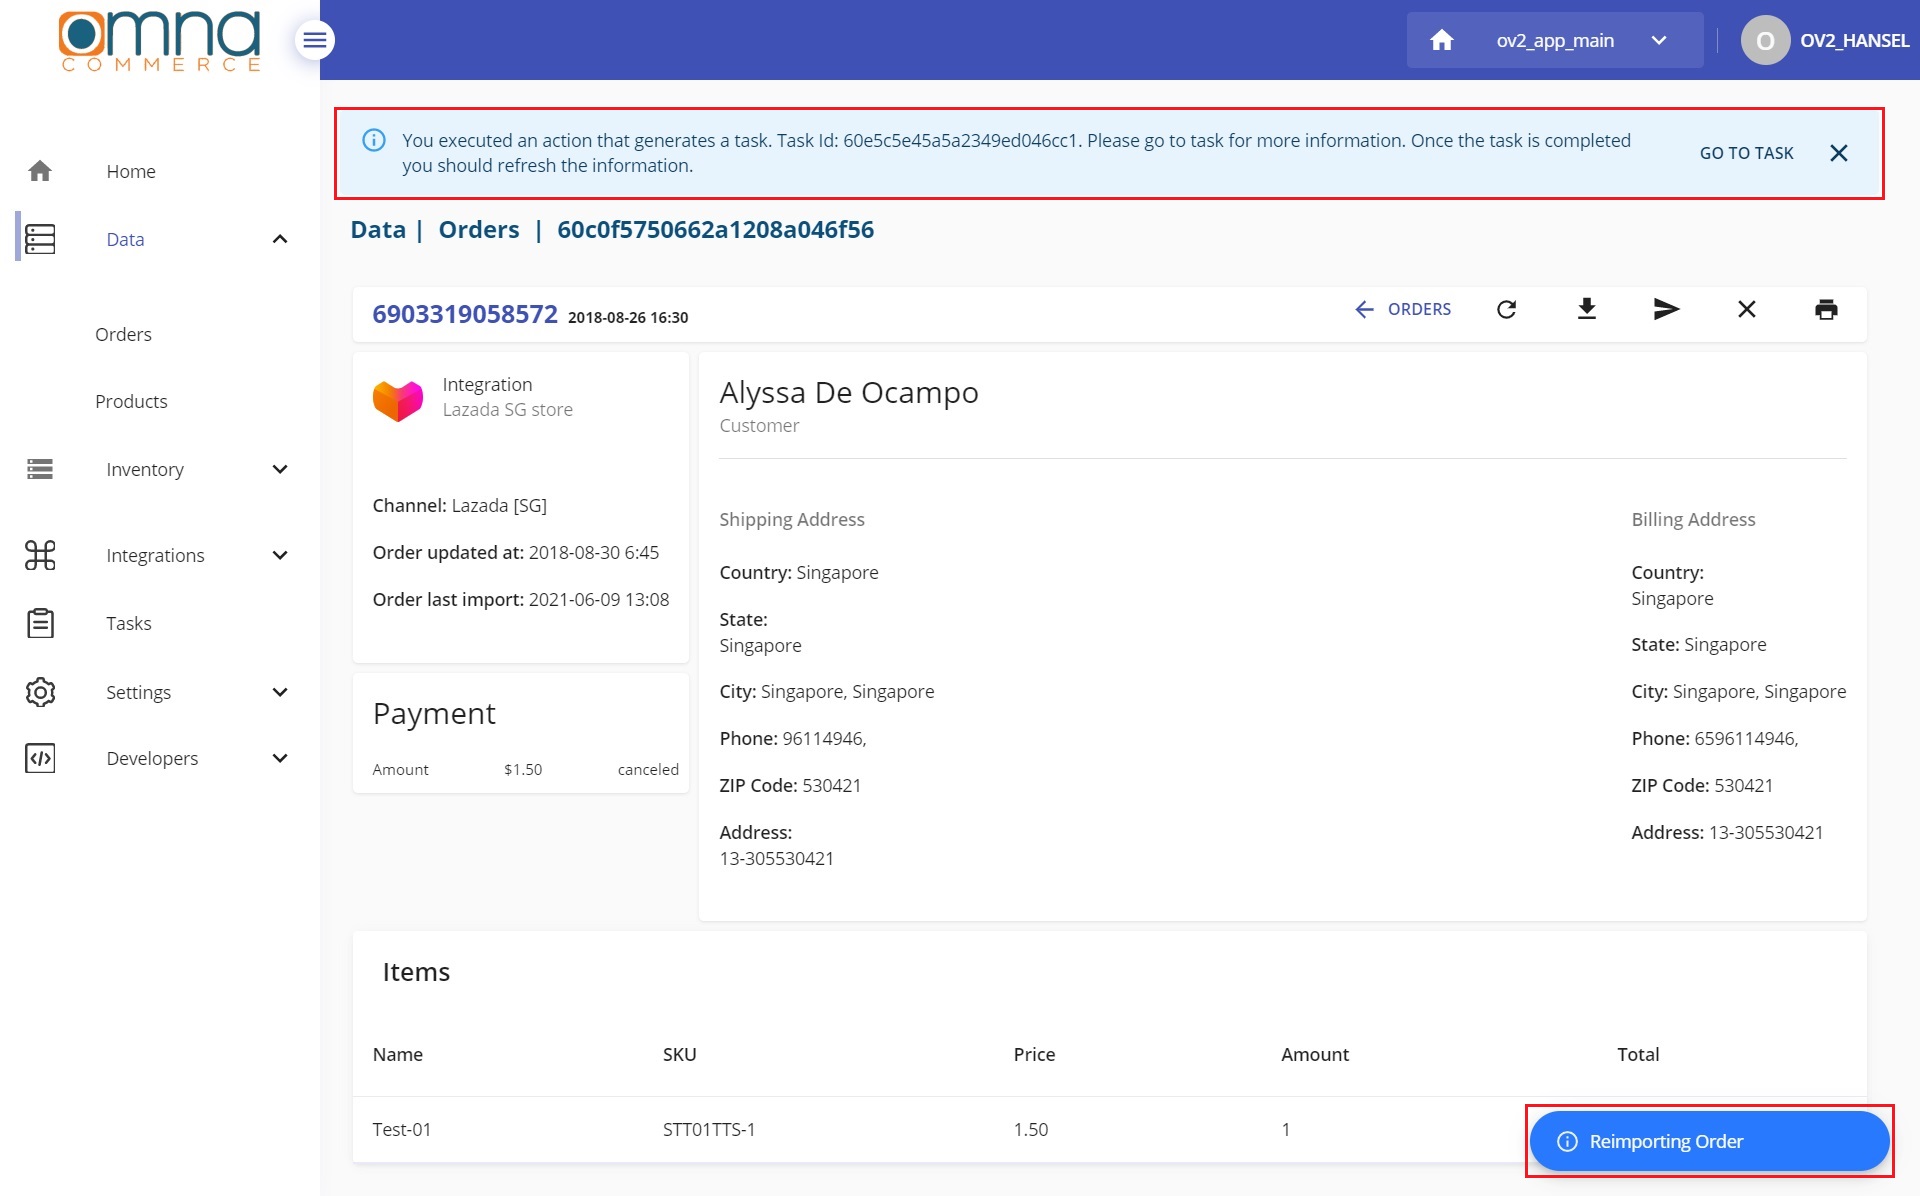 omna
COMMERCE
ov2_app_main
O
OV2_HANSEL
You executed an action that generates a task. Task Id: 60e5c5e45a5a2349ed046cc1. Please go to task for more information. Once the task is completed
you should refresh the information.
GO TO TASK
Home
Data
Orders
Products
Inventory
Integrations
Tasks
Settings
Developers
Data | Orders | 60c0f5750662a1208a046f56
6903319058572 2018-08-26 16:30
ORDERS
Integration
Lazada SG store
Channel: Lazada [SG]
Order updated at: 2018-08-30 6:45
Order last import: 2021-06-09 13:08
Payment
Amount $1.50 canceled
Alyssa De Ocampo
Customer
Shipping Address
Country: Singapore
State:
Singapore
City: Singapore, Singapore
Phone: 96114946,
ZIP Code: 530421
Address:
13-305530421
Billing Address
Country:
Singapore
State: Singapore
City: Singapore, Singapore
Phone: 6596114946,
ZIP Code: 530421
Address: 13-305530421
Items
Name SKU Price Amount Total
Test-01 STT01TTS-1 1.50 1
Reimporting Order